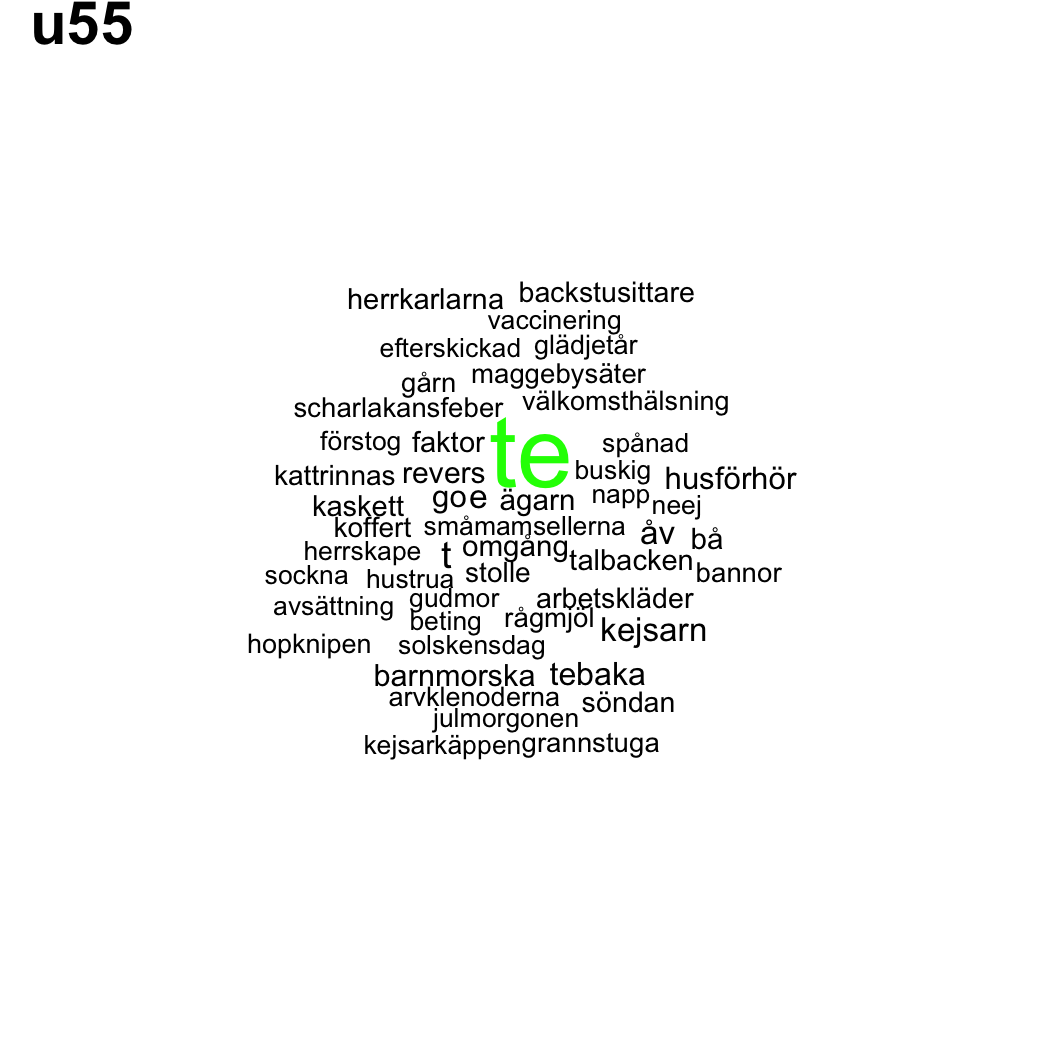 u55
herrkarlarna backstusittare
vaccinering
efterskickad glädjetår
gårn maggebysäter
scharlakansfeber välkomsthälsning
förstog faktor te spånad
kattrinnas revers buskig husförhör
kaskett goe ägarn napp neej
koffert småmamsellerna åv bå
herrskape t omgång talbacken
sockna hustrua stolle bannor
avsättning gudmor arbetskläder
beting rågmjöl kejsarn
hopknipen solskensdag
barnmorska tebaka
arvklenoderna söndan
julmorgonen
kejsarkäppen grannstuga